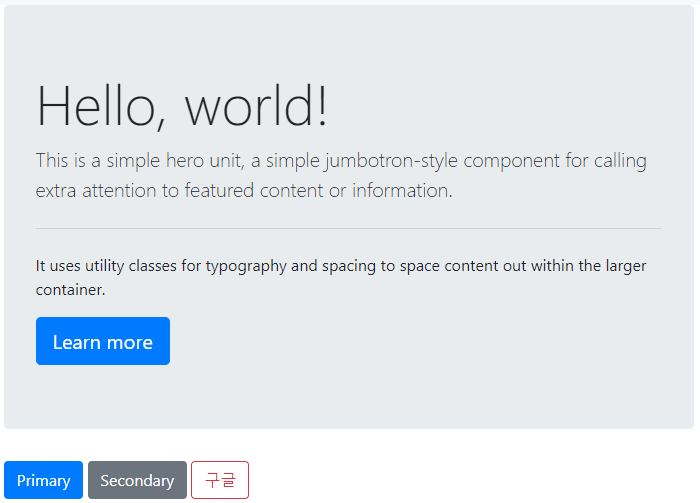 Hello, world!
This is a simple hero unit, a simple jumbotron-style component for calling
extra attention to featured content or information.
It uses utility classes for typography and spacing to space content out within the larger
container.
Learn more
Primary Secondary 구글